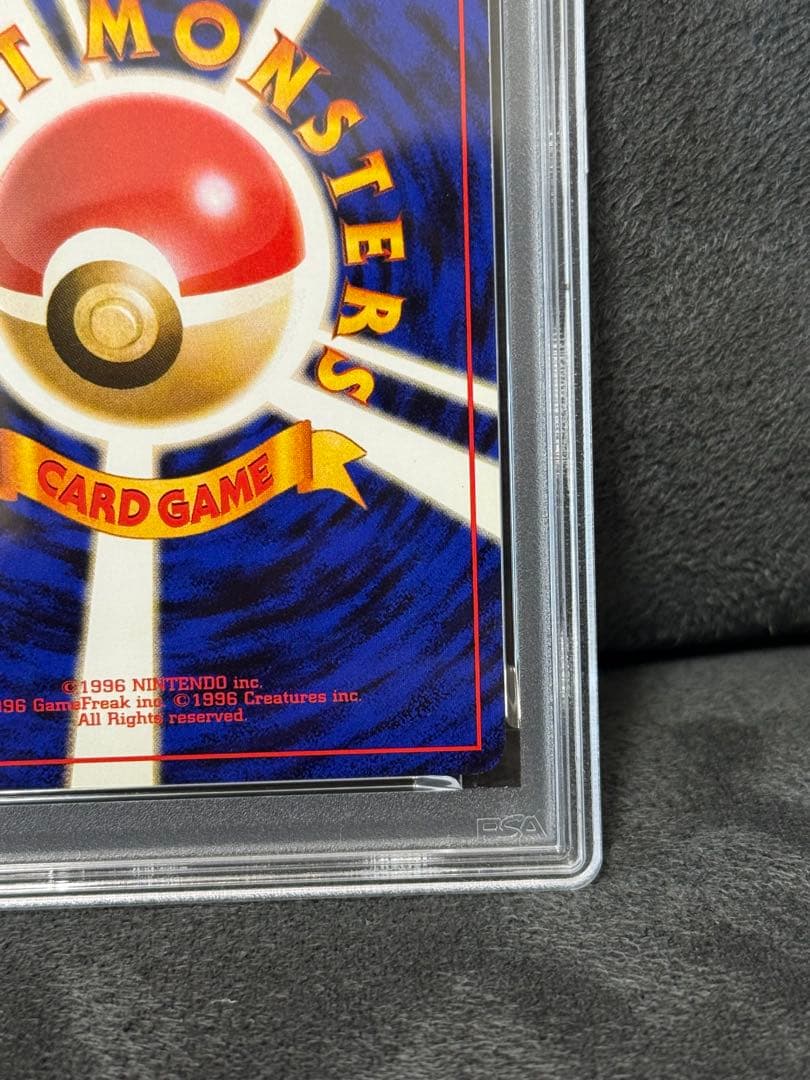 T MONSTERS
CARD GAME
©1996 NINTENDO inc.
96 GameFreak inc. ©1996 Creatures inc.
All Rights reserved.
PSA